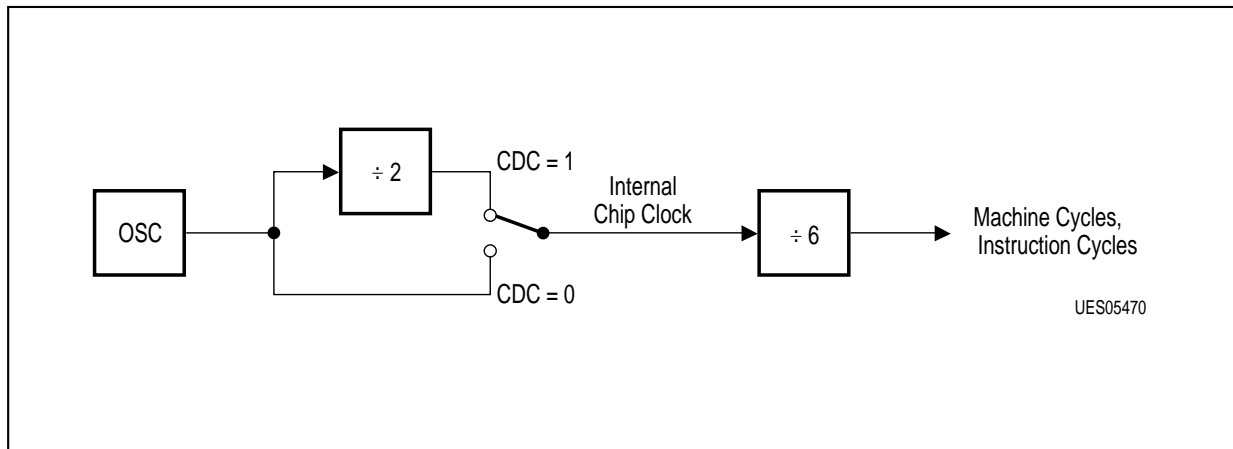 OSC
÷ 2
CDC = 1
CDC = 0
Internal
Chip Clock
÷ 6
Machine Cycles,
Instruction Cycles
UES05470